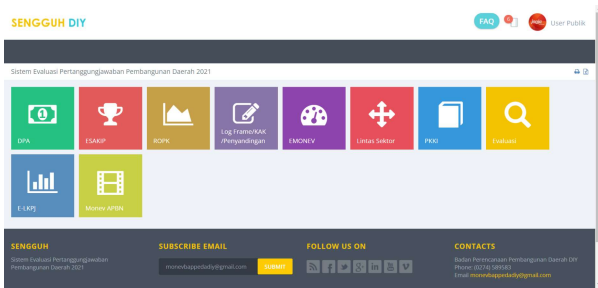 SENGGUH DIY
FAQ
User Publik
Sistem Evaluasi Pertanggungjawaban Pembangunan Daerah 2021
DPA
ESAKIP
ROPK
Log Frame/KAK
/Penyandingan
EMONEV
Lintas Sektor
PKKI
Evaluasi
E-LKPJ
Monev APBN
SENGGUH
Sistem Evaluasi Pertanggungjawaban
Pembangunan Daerah 2021
SUBSCRIBE EMAIL
monevbappedadiy@gmail.com
SUBMIT
FOLLOW US ON
CONTACTS
Badan Perencanaan Pembangunan Daerah DIY
Phone: (0274) 589583
Email: monevbappedadiy@gmail.com